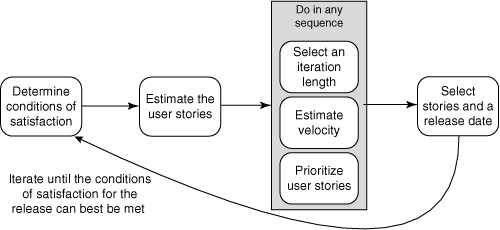 Do in any
sequence
Select an
iteration
length
Determine
conditions of
satisfaction
Estimate the
user stories
Estimate
velocity
Select
stories and a
release date
Prioritize
user stories
Iterate until the conditions
of satisfaction for the
release can best be met